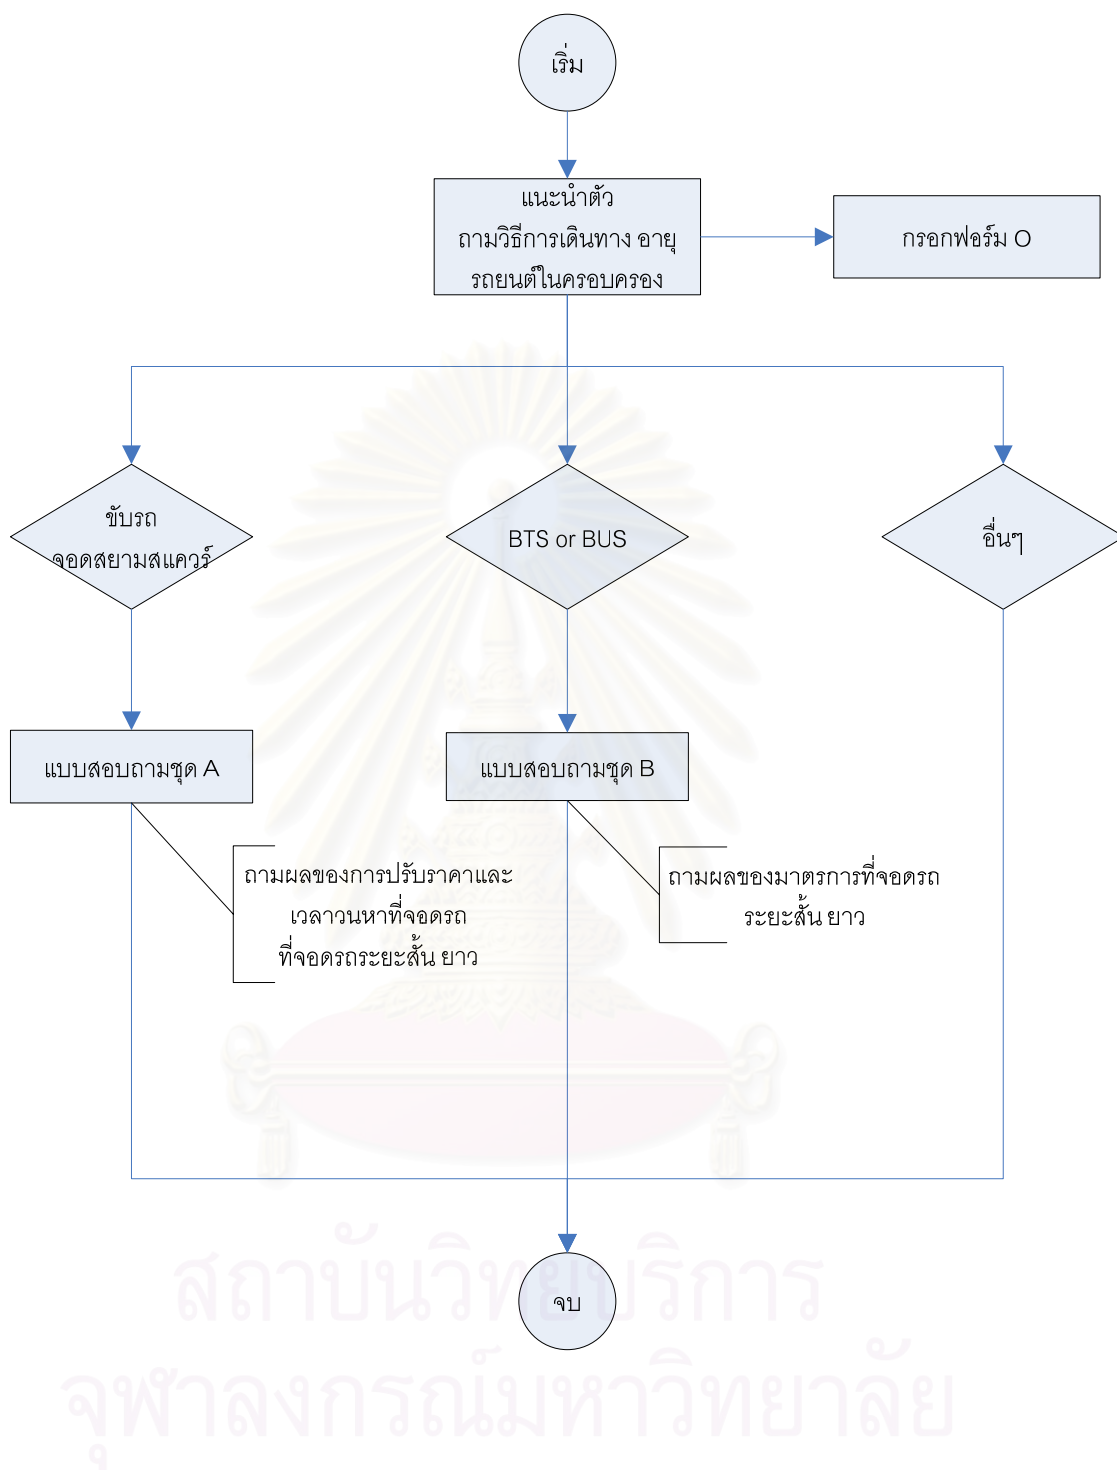 เริ่ม
แนะนำตัว
ถามวิธีการเดินทาง อายุ
รถยนต์ในครอบครอง
กรอกฟอร์ม O
ขับรถ
จอดสยามสแควร์
BTS or BUS
อื่นๆ
แบบสอบถามชุด A
แบบสอบถามชุด B
ถามผลของการปรับราคาและ
เวลาวนหาที่จอดรถ
ที่จอดรถระยะสั้น ยาว
ถามผลของมาตรการที่จอดรถ
ระยะสั้น ยาว
จบ
สถาบันวิทยบริการ
จุฬาลงกรณ์มหาวิทยาลัย